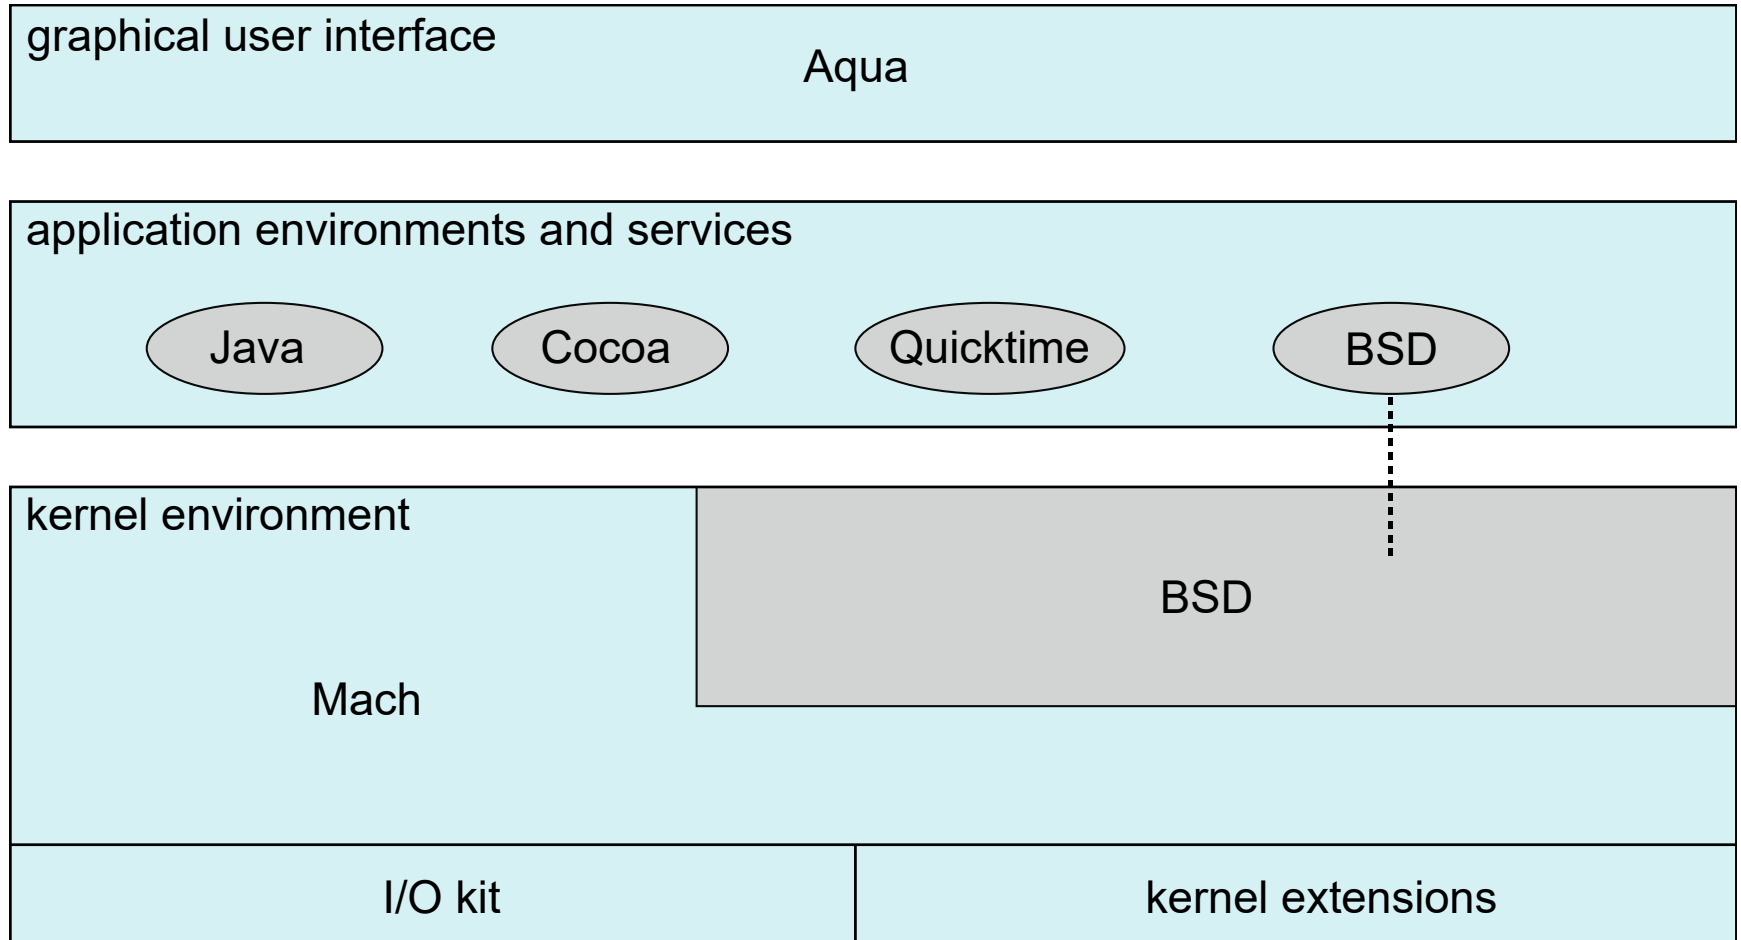 graphical user interface
Aqua
application environments and services
Java
Cocoa
Quicktime
BSD
kernel environment
BSD
Mach
I/O kit
kernel extensions